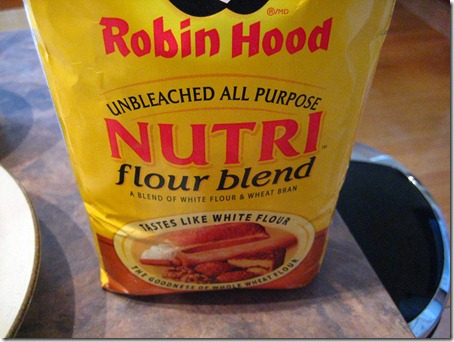 ®/MD
Robin Hood
UNBLEACHED ALL PURPOSE
NUTRI™
flour blend
A BLEND OF WHITE FLOUR & WHEAT BRAN
TASTES LIKE WHITE FLOUR
THE GOODNESS OF WHOLE WHEAT FLOUR